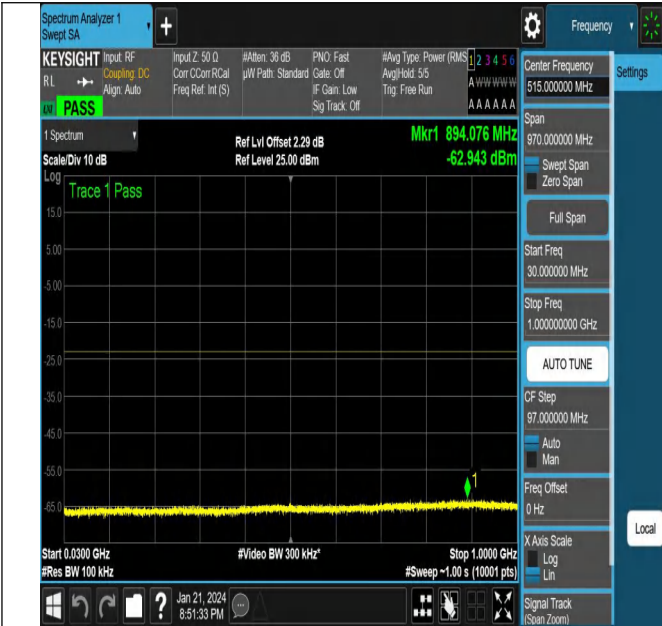 Spectrum Analyzer 1
Swept SA
Frequency
KEYSIGHT
RL
PASS
Input: RF
Coupling: DC
Align: Auto
Input Z: 50 Ω
Corr CCorr RCal
Freq Ref: Int (S)
#Atten: 36 dB
µW Path: Standard
PNO: Fast
Gate: Off
IF Gain: Low
Sig Track: Off
#Avg Type: Power (RMS
Avg|Hold: 5/5
Trig: Free Run
1 2 3 4 5 6
A W W W W W
A A A A A A
1 Spectrum
Scale/Div 10 dB
Ref Lvl Offset 2.29 dB
Ref Level 25.00 dBm
Mkr1 894.076 MHz
-62.943 dBm
Log
Trace 1 Pass
15.0
5.00
-5.00
-15.0
-25.0
-35.0
-45.0
-55.0
-65.0
1
Start 0.0300 GHz
#Res BW 100 kHz
#Video BW 300 kHz*
Stop 1.0000 GHz
#Sweep ~1.00 s (10001 pts)
Jan 21, 2024
8:51:33 PM
Center Frequency
515.000000 MHz
Settings
Span
970.000000 MHz
Swept Span
Zero Span
Full Span
Start Freq
30.000000 MHz
Stop Freq
1.000000000 GHz
AUTO TUNE
CF Step
97.000000 MHz
Auto
Man
Freq Offset
0 Hz
X Axis Scale
Log
Lin
Local
Signal Track
(Span Zoom)